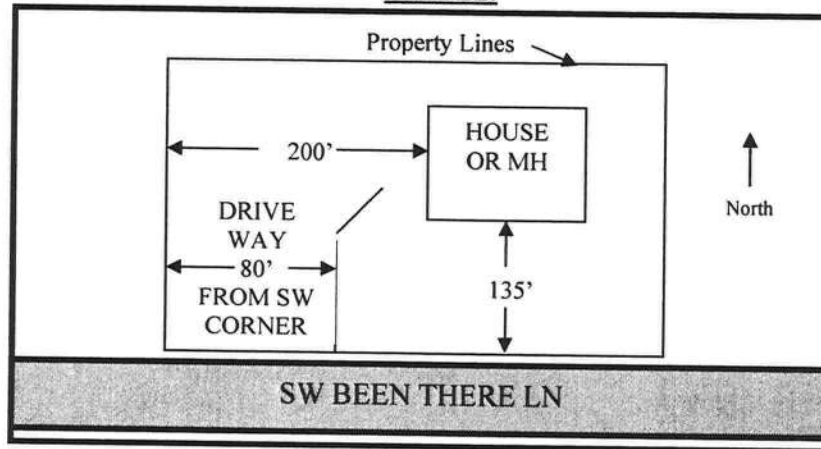 Property Lines
HOUSE
OR MH
200’
North
DRIVE
WAY
80’
FROM SW
CORNER
135’
SW BEEN THERE LN